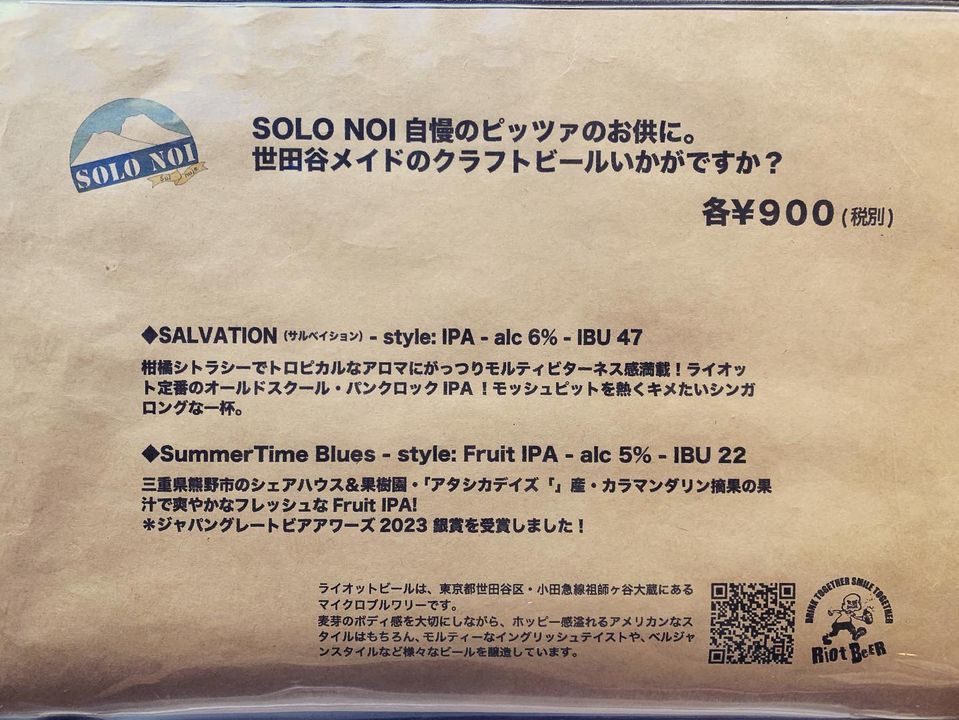 SOLO NOI
SOLO NOI 自慢のピッツァのお供に。
世田谷メイドのクラフトビールいかがですか？
各¥900(税別)
◆SALVATION (サルベイション) - style: IPA - alc 6% - IBU 47
柑橘シトラシーでトロピカルなアロマにがっつりモルティビターネス感満載！ライオッ
ト定番のオールドスクール・パンクロックIPA！モッシュピットを熱くキメたいシンガ
ロングな一杯。
◆SummerTime Blues - style: Fruit IPA - alc 5% - IBU 22
三重県熊野市のシェアハウス&果樹園・「アタシカデイズ「」産・カラマンダリン摘果の果
汁で爽やかなフレッシュなFruit IPA!
＊ジャパングレートビアアワーズ2023 銀賞を受賞しました！
ライオットビールは、東京都世田谷区・小田急線祖師ヶ谷大蔵にある
マイクロブルワリーです。
麦芽のボディ感を大切にしながら、ホッピー感溢れるアメリカンなス
タイルはもちろん、モルティーなイングリッシュテイストや、ベルジャ
ンスタイルなど様々なビールを醸造しています。
DRINK TOGETHER SMILE TOGETHER
RiOt BeeR